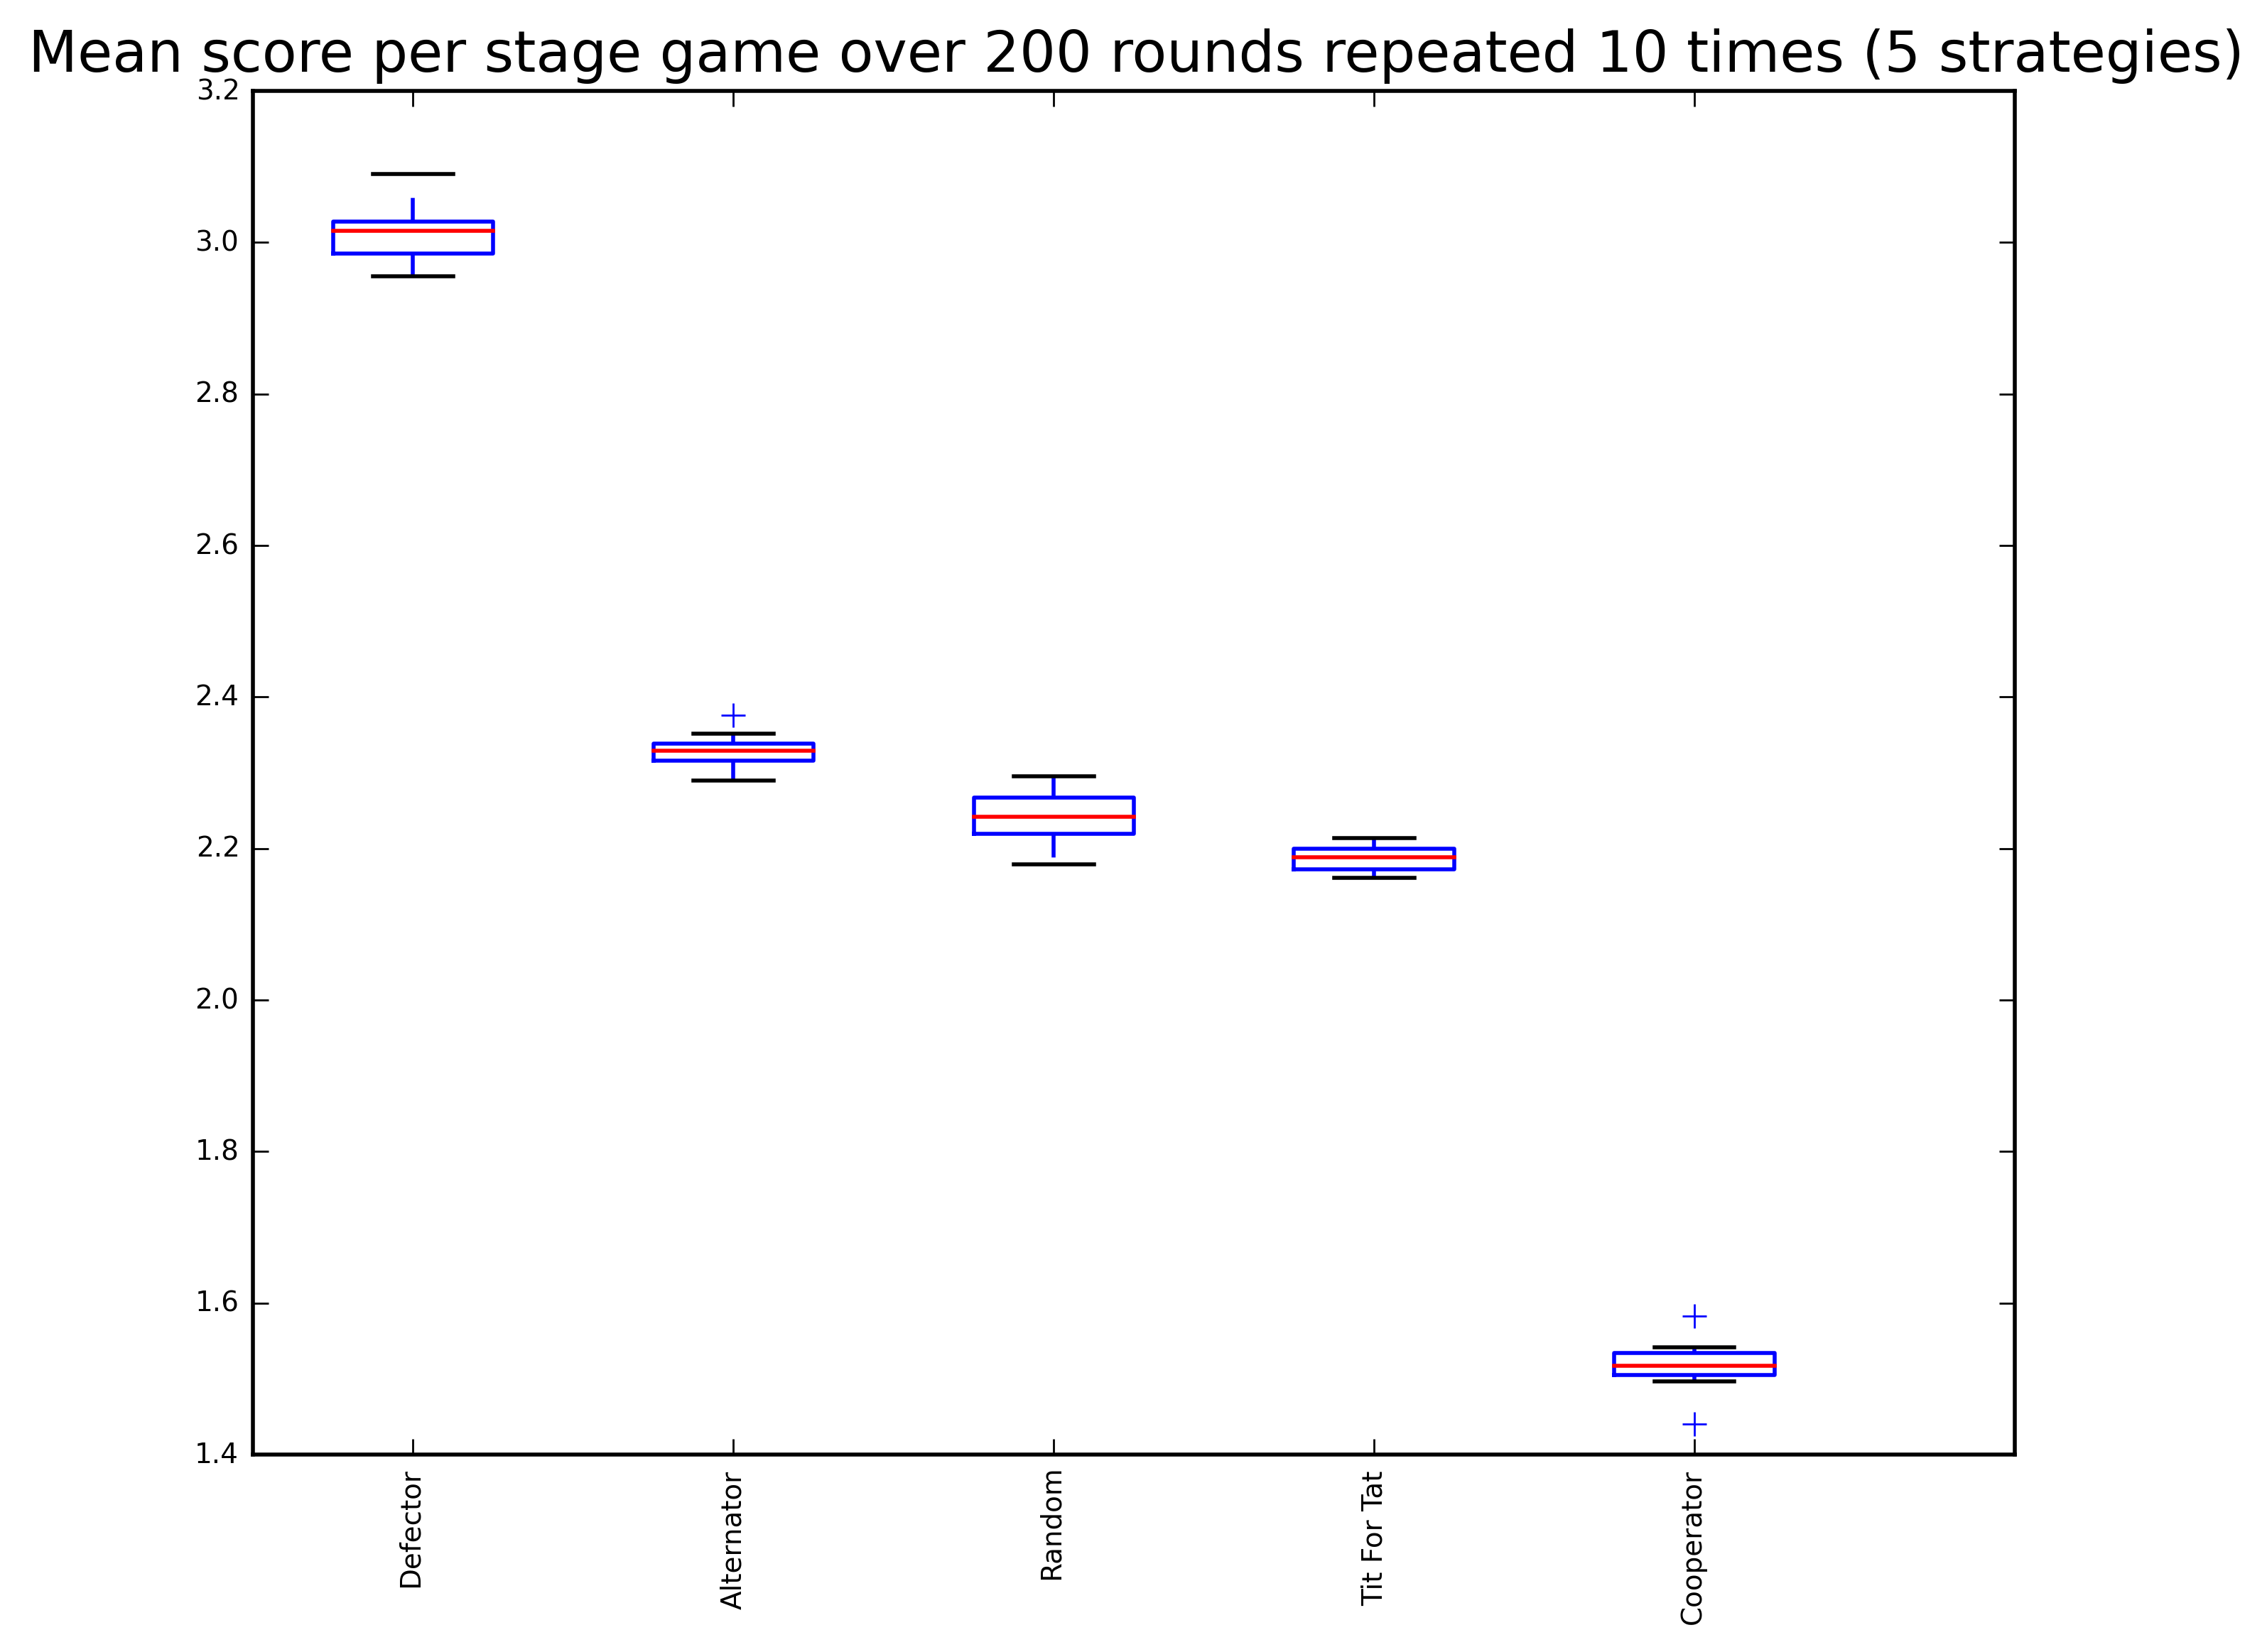 Mean score per stage game over 200 rounds repeated 10 times (5 strategies)
3.2
3.0
2.8
2.6
2.4
2.2
2.0
1.8
1.6
1.4
Defector
Alternator
Random
Tit For Tat
Cooperator